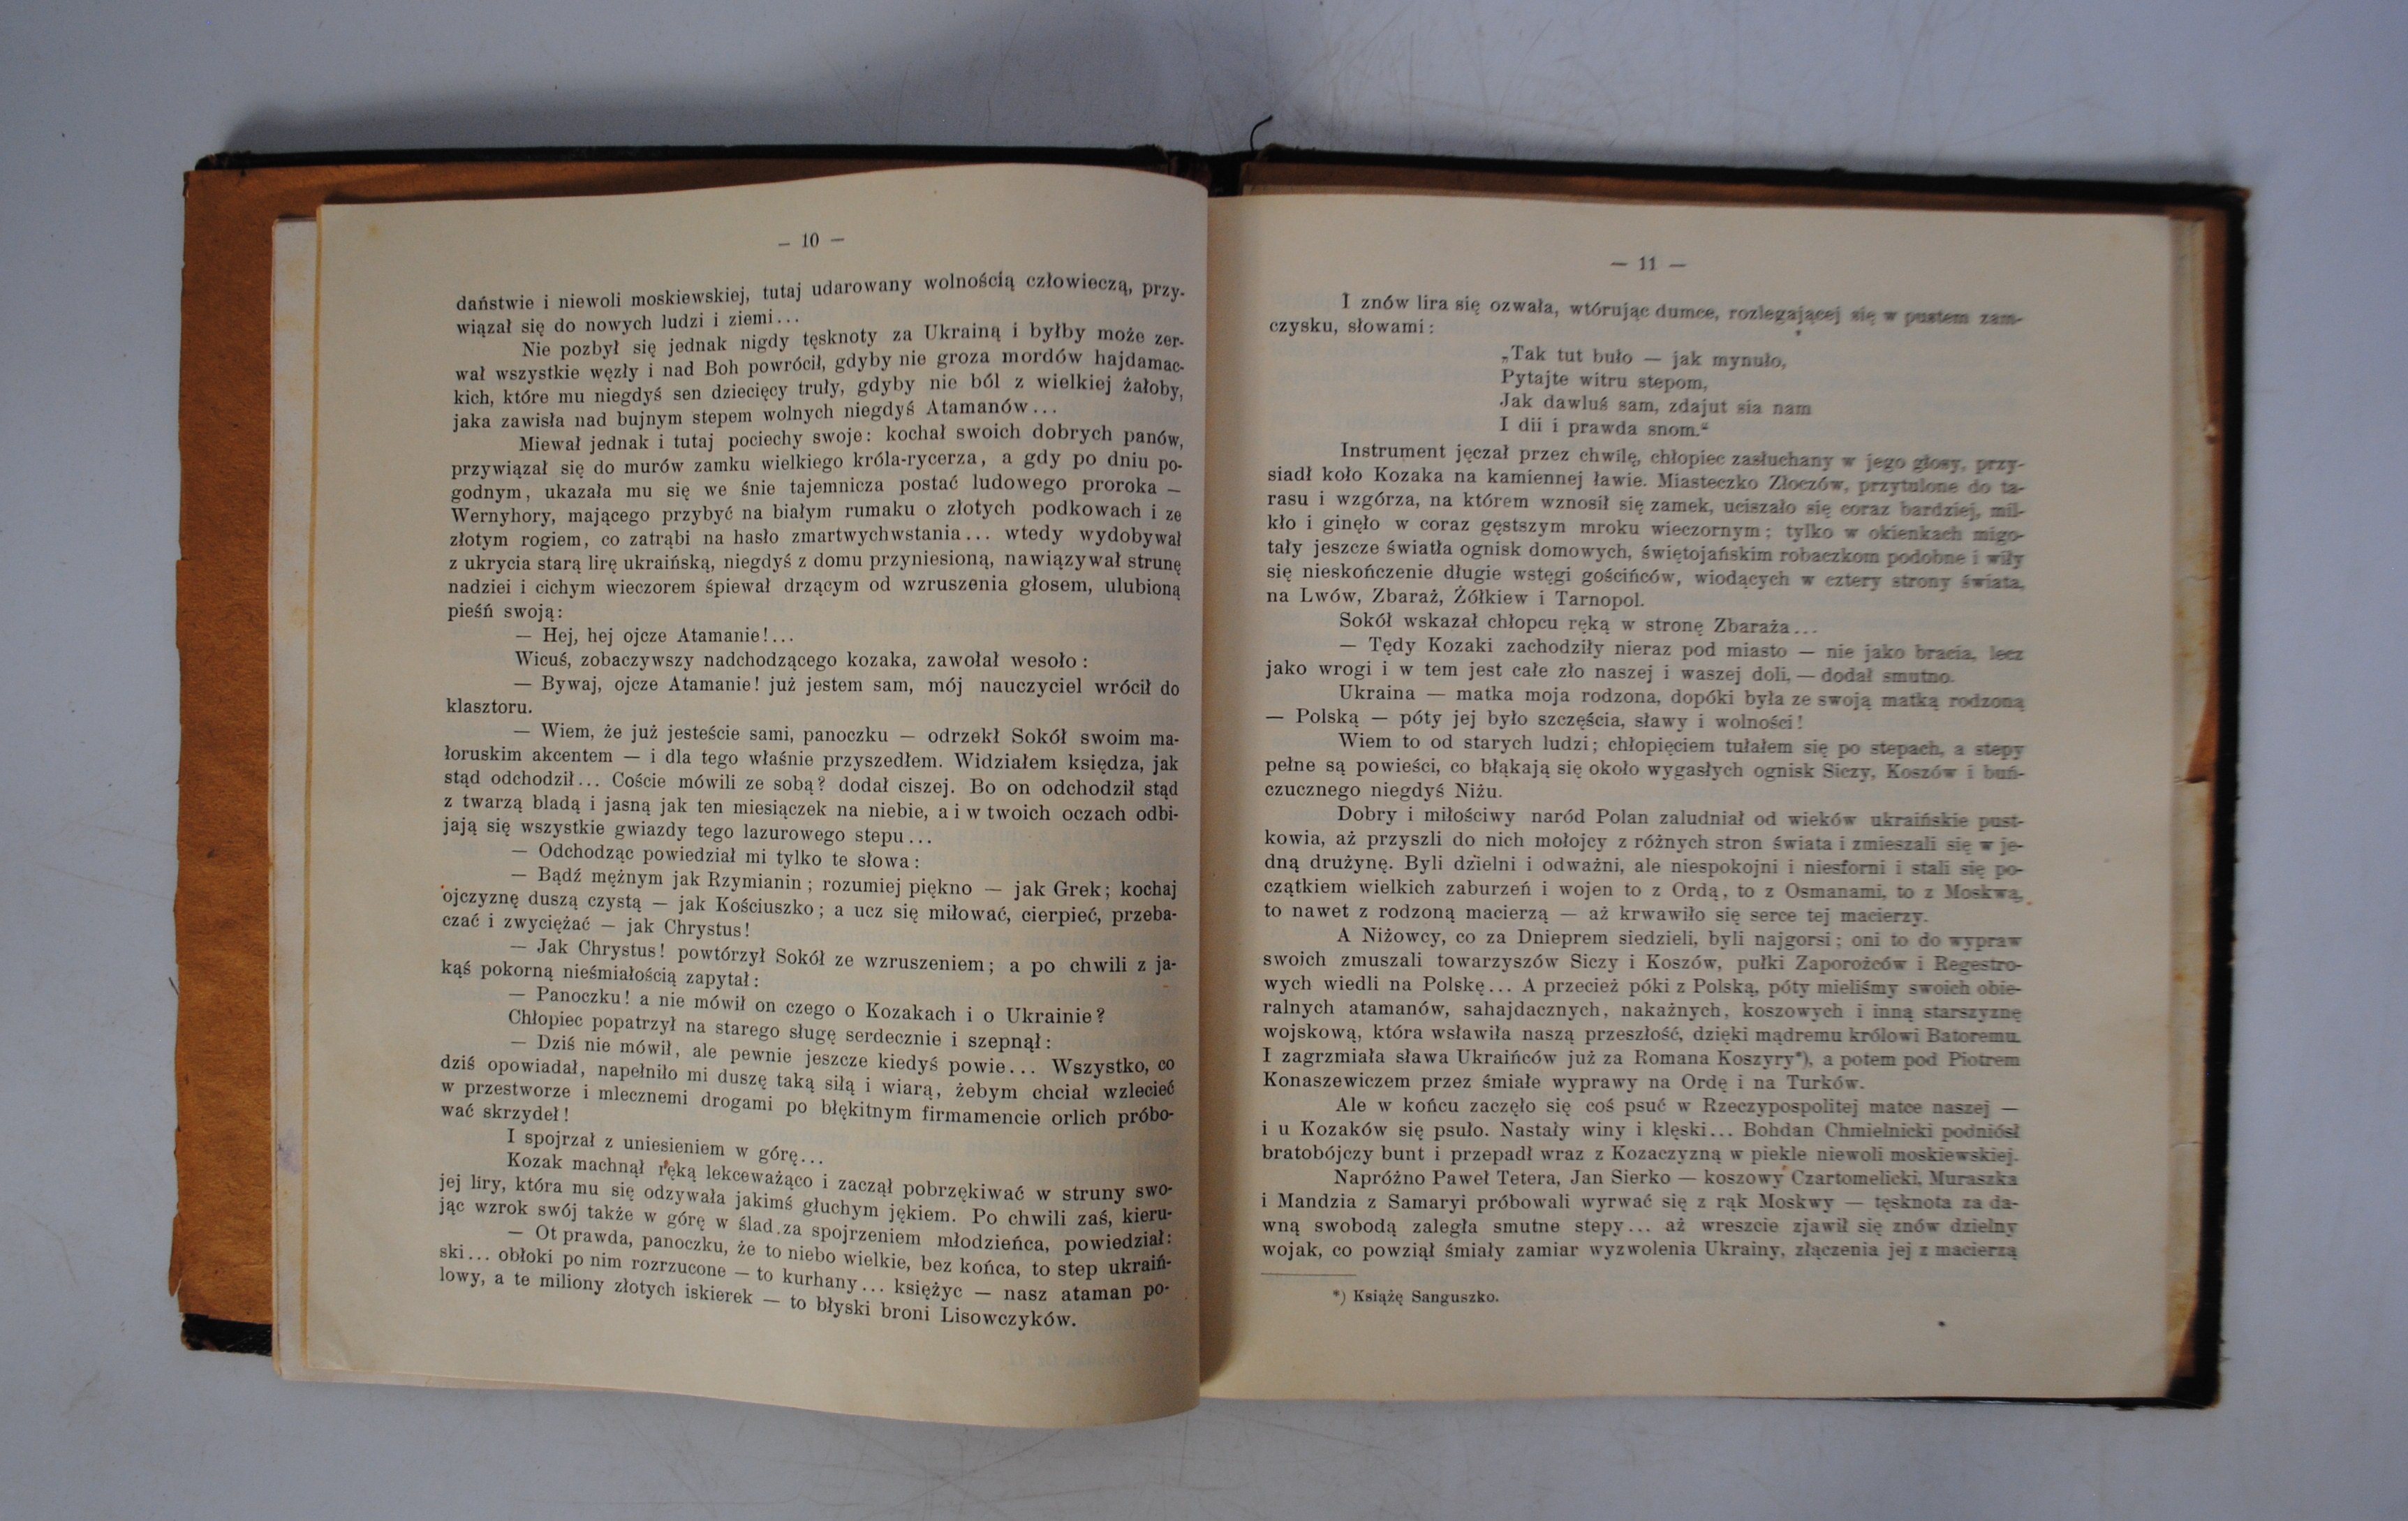 — 10 —
daństwie i niewoli moskiewskiej, tutaj udarowany wolnością człowieczą, przy-
wiązał się do nowych ludzi i ziemi...
Nie pozbył się jednak nigdy tęsknoty za Ukrainą i byłby może zer-
wał wszystkie węzły i nad Boh powrócił, gdyby nie groza mordów hajdamac-
kich, które mu niegdyś sen dziecięcy truły, gdyby nie ból z wielkiej żałoby,
jaka zawisła nad bujnym stepem wolnych niegdyś Atamanów...
Miewał jednak i tutaj pociechy swoje: kochał swoich dobrych panów,
przywiązał się do murów zamku wielkiego króla-rycerza, a gdy po dniu po-
godnym, ukazała mu się we śnie tajemnicza postać ludowego proroka —
Wernyhory, mającego przybyć na białym rumaku o złotych podkowach i ze
złotym rogiem, co zatrąbi na hasło zmartwychwstania... wtedy wydobywał
z ukrycia starą lirę ukraińską, niegdyś z domu przyniesioną, nawiązywał strunę
nadziei i cichym wieczorem śpiewał drzącym od wzruszenia głosem, ulubioną
pieśń swoją:
— Hej, hej ojcze Atamanie!...
Wicuś, zobaczywszy nadchodzącego kozaka, zawołał wesoło :
— Bywaj, ojcze Atamanie! już jestem sam, mój nauczyciel wrócił do
klasztoru.
— Wiem, że już jesteście sami, panoczku — odrzekł Sokół swoim ma-
łoruskim akcentem — i dla tego właśnie przyszedłem. Widziałem księdza, jak
stąd odchodził... Coście mówili ze sobą? dodał ciszej. Bo on odchodził stąd
z twarzą bladą i jasną jak ten miesiączek na niebie, a i w twoich oczach odbi-
jają się wszystkie gwiazdy tego lazurowego stepu...
— Odchodząc powiedział mi tylko te słowa:
— Bądź mężnym jak Rzymianin ; rozumiej piękno — jak Grek; kochaj
ojczyznę duszą czystą — jak Kościuszko; a ucz się miłować, cierpieć, przeba-
czać i zwyciężać — jak Chrystus!
— Jak Chrystus! powtórzył Sokół ze wzruszeniem; a po chwili z ja-
kąś pokorną nieśmiałością zapytał:
— Panoczku! a nie mówił on czego o Kozakach i o Ukrainie?
Chłopiec popatrzył na starego sługę serdecznie i szepnął:
— Dziś nie mówił, ale pewnie jeszcze kiedyś powie... Wszystko, co
dziś opowiadał, napełniło mi duszę taką siłą i wiarą, żebym chciał wzlecieć
w przestworze i mlecznemi drogami po błękitnym firmamencie orlich próbo-
wać skrzydeł!
I spojrzał z uniesieniem w górę...
Kozak machnął ręką lekceważąco i zaczął pobrzękiwać w struny swo-
jej liry, która mu się odzywała jakimś głuchym jękiem. Po chwili zaś, kieru-
jąc wzrok swój także w górę w ślad za spojrzeniem młodzieńca, powiedział:
— Ot prawda, panoczku, że to niebo wielkie, bez końca, to step ukraiń-
ski... obłoki po nim rozrzucone — to kurhany... księżyc — nasz ataman po-
lowy, a te miliony złotych iskierek — to błyski broni Lisowczyków.
— 11 —
I znów lira się ozwała, wtórując dumce, rozlegającej się w pustem zam-
czysku, słowami:
„Tak tut buło — jak mynuło,
Pytajte witru stepom,
Jak dawluś sam, zdajut sia nam
I dii i prawda snom.“
Instrument jęczał przez chwilę, chłopiec zasłuchany w jego głosy, przy-
siadł koło Kozaka na kamiennej ławie. Miasteczko Złoczów, przytulone do ta-
rasu i wzgórza, na którem wznosił się zamek, uciszało się coraz bardziej, mil-
kło i ginęło w coraz gęstszym mroku wieczornym; tylko w okienkach migo-
tały jeszcze światła ognisk domowych, świętojańskim robaczkom podobne i wiły
się nieskończenie długie wstęgi gościńców, wiodących w cztery strony świata,
na Lwów, Zbaraż, Żółkiew i Tarnopol.
Sokół wskazał chłopcu ręką w stronę Zbaraża...
— Tędy Kozaki zachodziły nieraz pod miasto — nie jako bracia, lecz
jako wrogi i w tem jest całe zło naszej i waszej doli, — dodał smutno.
Ukraina — matka moja rodzona, dopóki była ze swoją matką rodzoną
— Polską — póty jej było szczęścia, sławy i wolności!
Wiem to od starych ludzi; chłopięciem tułałem się po stepach, a stepy
pełne są powieści, co błąkają się około wygasłych ognisk Siczy, Koszów i buń-
czucznego niegdyś Niżu.
Dobry i miłościwy naród Polan zaludniał od wieków ukraińskie pust-
kowia, aż przyszli do nich mołojcy z różnych stron świata i zmieszali się w je-
dną drużynę. Byli dzielni i odważni, ale niespokojni i niesforni i stali się po-
czątkiem wielkich zaburzeń i wojen to z Ordą, to z Osmanami, to z Moskwą,
to nawet z rodzoną macierzą — aż krwawiło się serce tej macierzy.
A Niżowcy, co za Dnieprem siedzieli, byli najgorsi; oni to do wypraw
swoich zmuszali towarzyszów Siczy i Koszów, pułki Zaporożców i Regestro-
wych wiedli na Polskę... A przecież póki z Polską, póty mieliśmy swoich obie-
ralnych atamanów, sahajdacznych, nakaźnych, koszowych i inną starszyznę
wojskową, która wsławiła naszą przeszłość, dzięki mądremu królowi Batoremu.
I zagrzmiała sława Ukraińców już za Romana Koszyry*), a potem pod Piotrem
Konaszewiczem przez śmiałe wyprawy na Ordę i na Turków.
Ale w końcu zaczęło się coś psuć w Rzeczypospolitej matce naszej —
i u Kozaków się psuło. Nastały winy i klęski... Bohdan Chmielnicki podniósł
bratobójczy bunt i przepadł wraz z Kozaczyzną w piekle niewoli moskiewskiej.
Napróżno Paweł Tetera, Jan Sierko — koszowy Czartomelicki, Muraszka
i Mandzia z Samaryi próbowali wyrwać się z rąk Moskwy — tęsknota za da-
wną swobodą zaległa smutne stepy... aż wreszcie zjawił się znów dzielny
wojak, co powziął śmiały zamiar wyzwolenia Ukrainy, złączenia jej z macierzą
*) Książę Sanguszko.